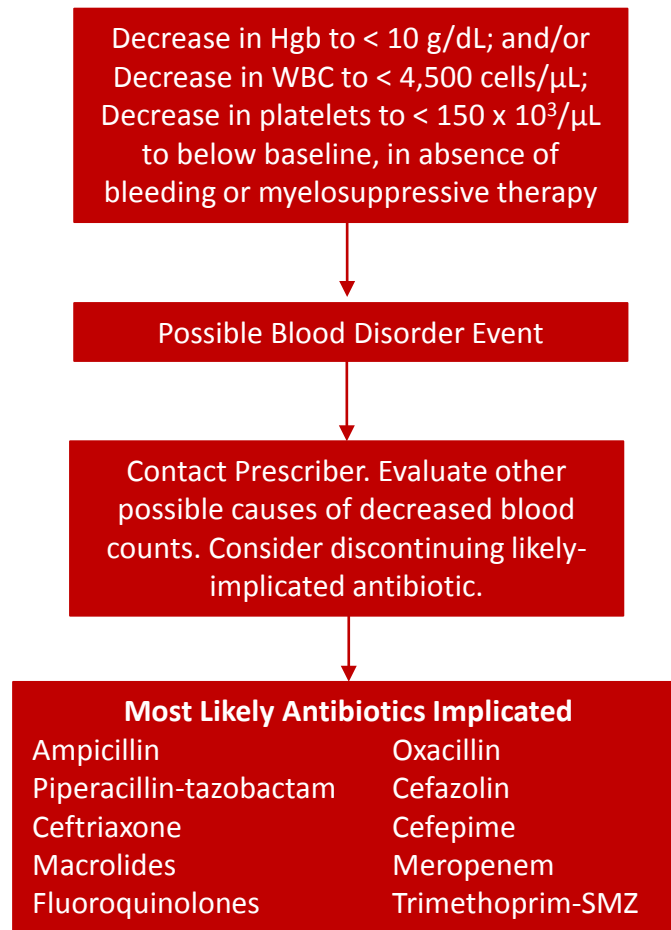 Decrease in Hgb to < 10 g/dL; and/or
Decrease in WBC to < 4,500 cells/µL;
Decrease in platelets to < 150 x 10³/µL
to below baseline, in absence of
bleeding or myelosuppressive therapy
Possible Blood Disorder Event
Contact Prescriber. Evaluate other
possible causes of decreased blood
counts. Consider discontinuing likely-
implicated antibiotic.
Most Likely Antibiotics Implicated
Ampicillin
Piperacillin-tazobactam
Ceftriaxone
Macrolides
Fluoroquinolones
Oxacillin
Cefazolin
Cefepime
Meropenem
Trimethoprim-SMZ